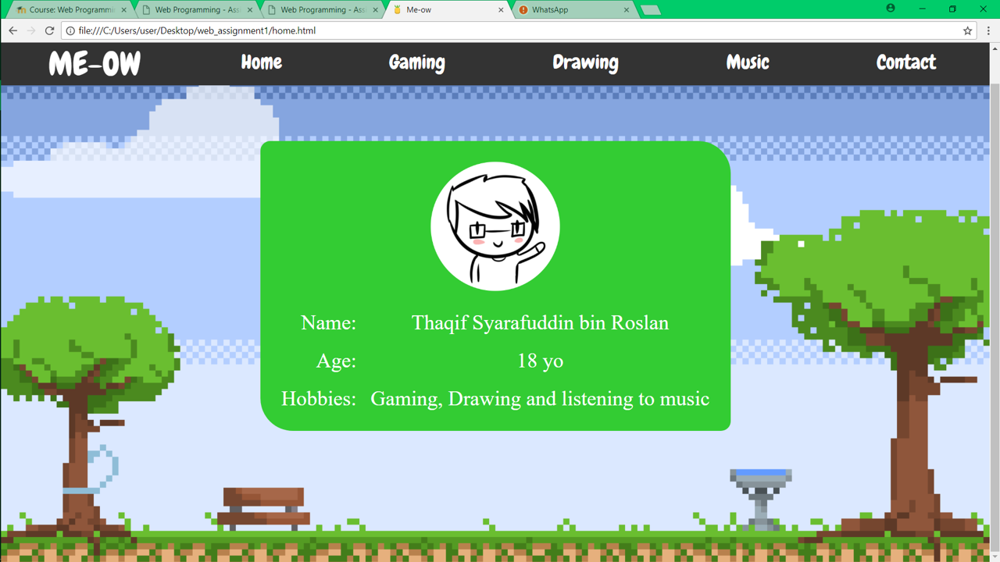 Course: Web Programmi
Web Programming - Assi
Web Programming - Assi
Me-ow
WhatsApp
file:///C:/Users/user/Desktop/web_assignment1/home.html
ME-OW Home Gaming Drawing Music Contact
Name: Thaqif Syarafuddin bin Roslan
Age: 18 yo
Hobbies: Gaming, Drawing and listening to music